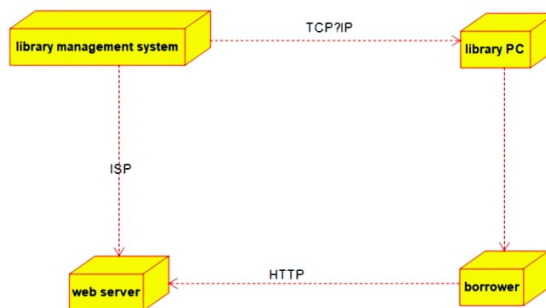 TCP?IP
library management system
library PC
ISP
HTTP
web server
borrower